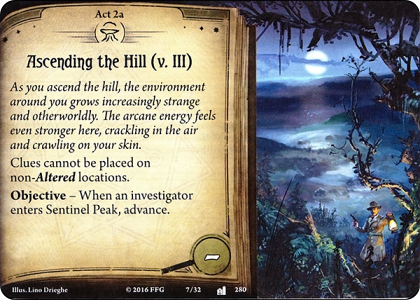 Act 2a
Ascending the Hill (v. III)
As you ascend the hill, the environment
around you grows increasingly strange
and otherworldly. The arcane energy feels
even stronger here, crackling in the air
and crawling on your skin.
Clues cannot be placed on
non-Altered locations.
Objective – When an investigator
enters Sentinel Peak, advance.
–
Illus. Lino Drieghe
© 2016 FFG
7/32
280